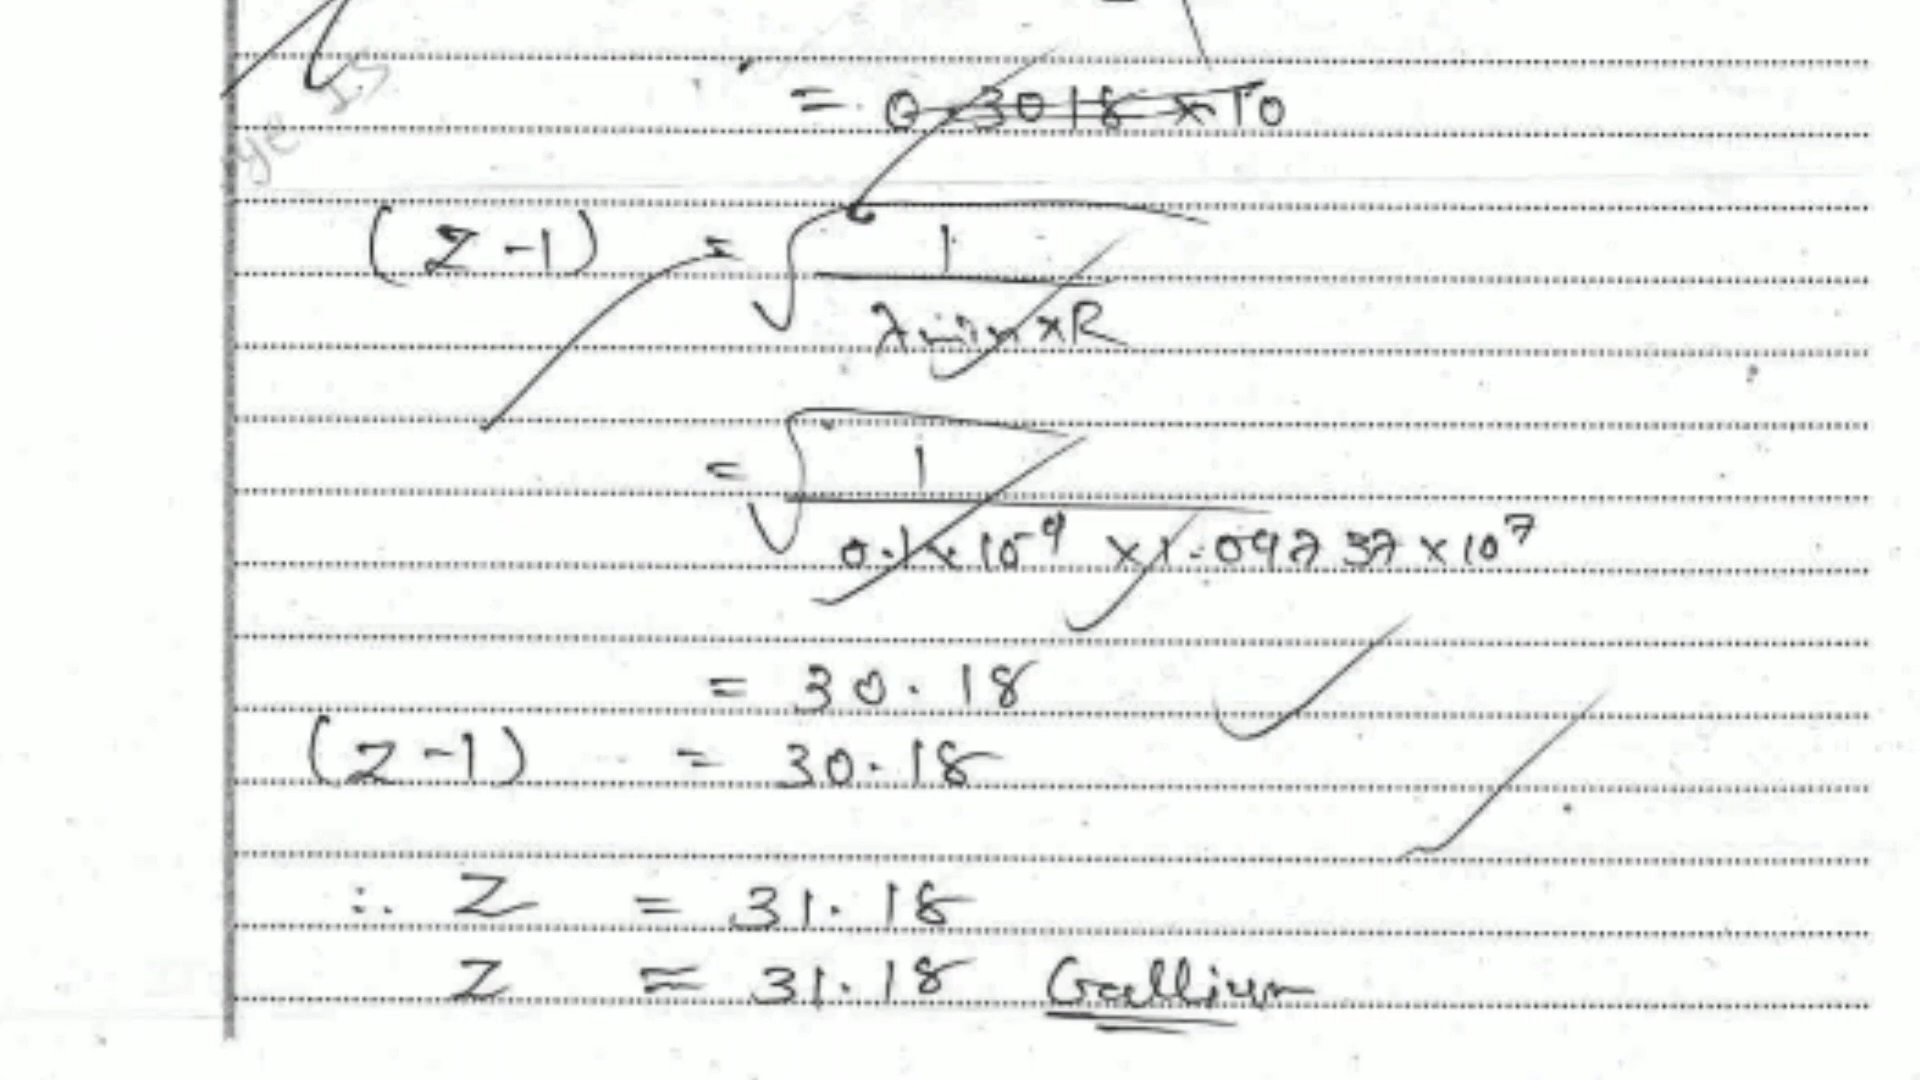 = 0.3018 × 10
(Z-1) = √ 1 / λmin × R
= √ 1 / 0.1 × 10⁻⁹ × 1.09737 × 10⁷
= 30.18
(Z-1) = 30.18
∴ Z = 31.18
Z ≈ 31.18 Gallium